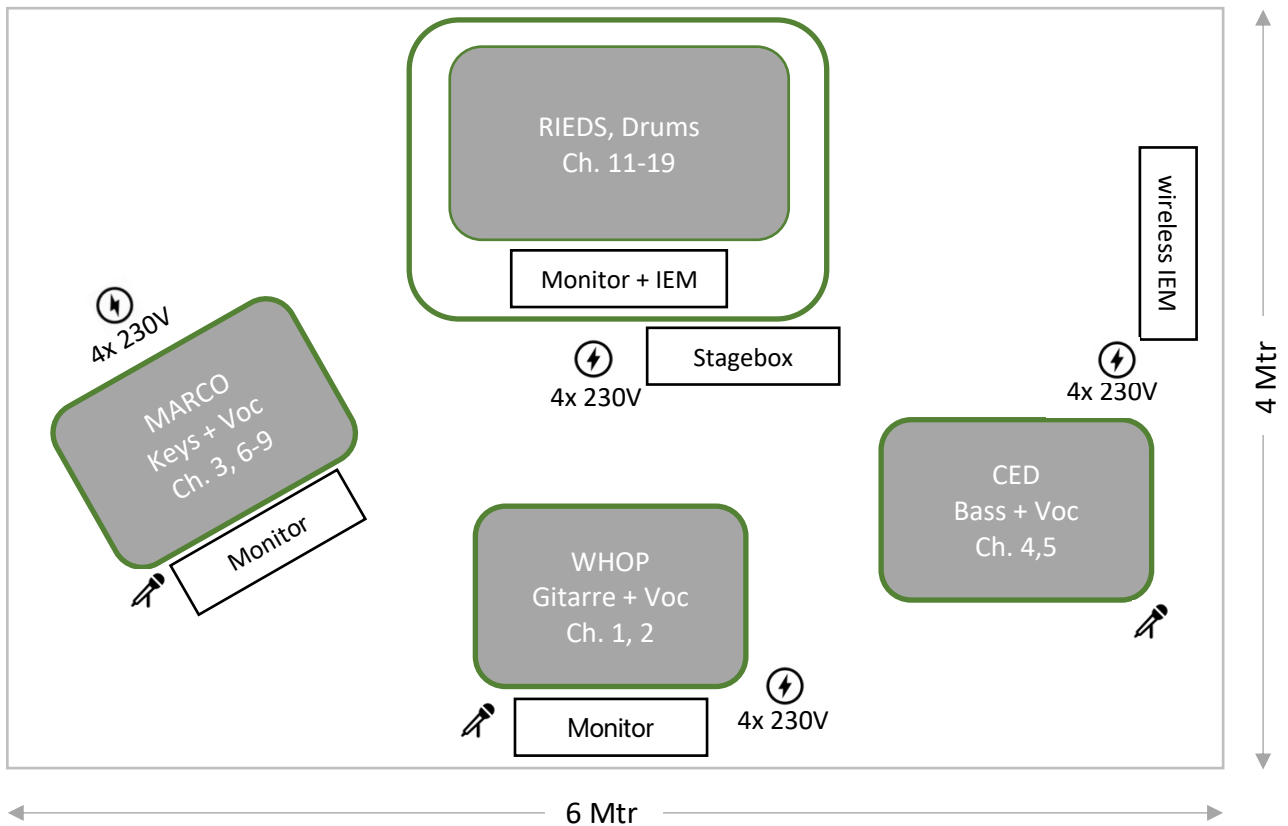 RIEDS, Drums
Ch. 11-19
Monitor + IEM
wireless IEM
4x 230V
Stagebox
4x 230V
4x 230V
MARCO
Keys + Voc
Ch. 3, 6-9
Monitor
CED
Bass + Voc
Ch. 4,5
WHOP
Gitarre + Voc
Ch. 1, 2
Monitor
4x 230V
4 Mtr
6 Mtr